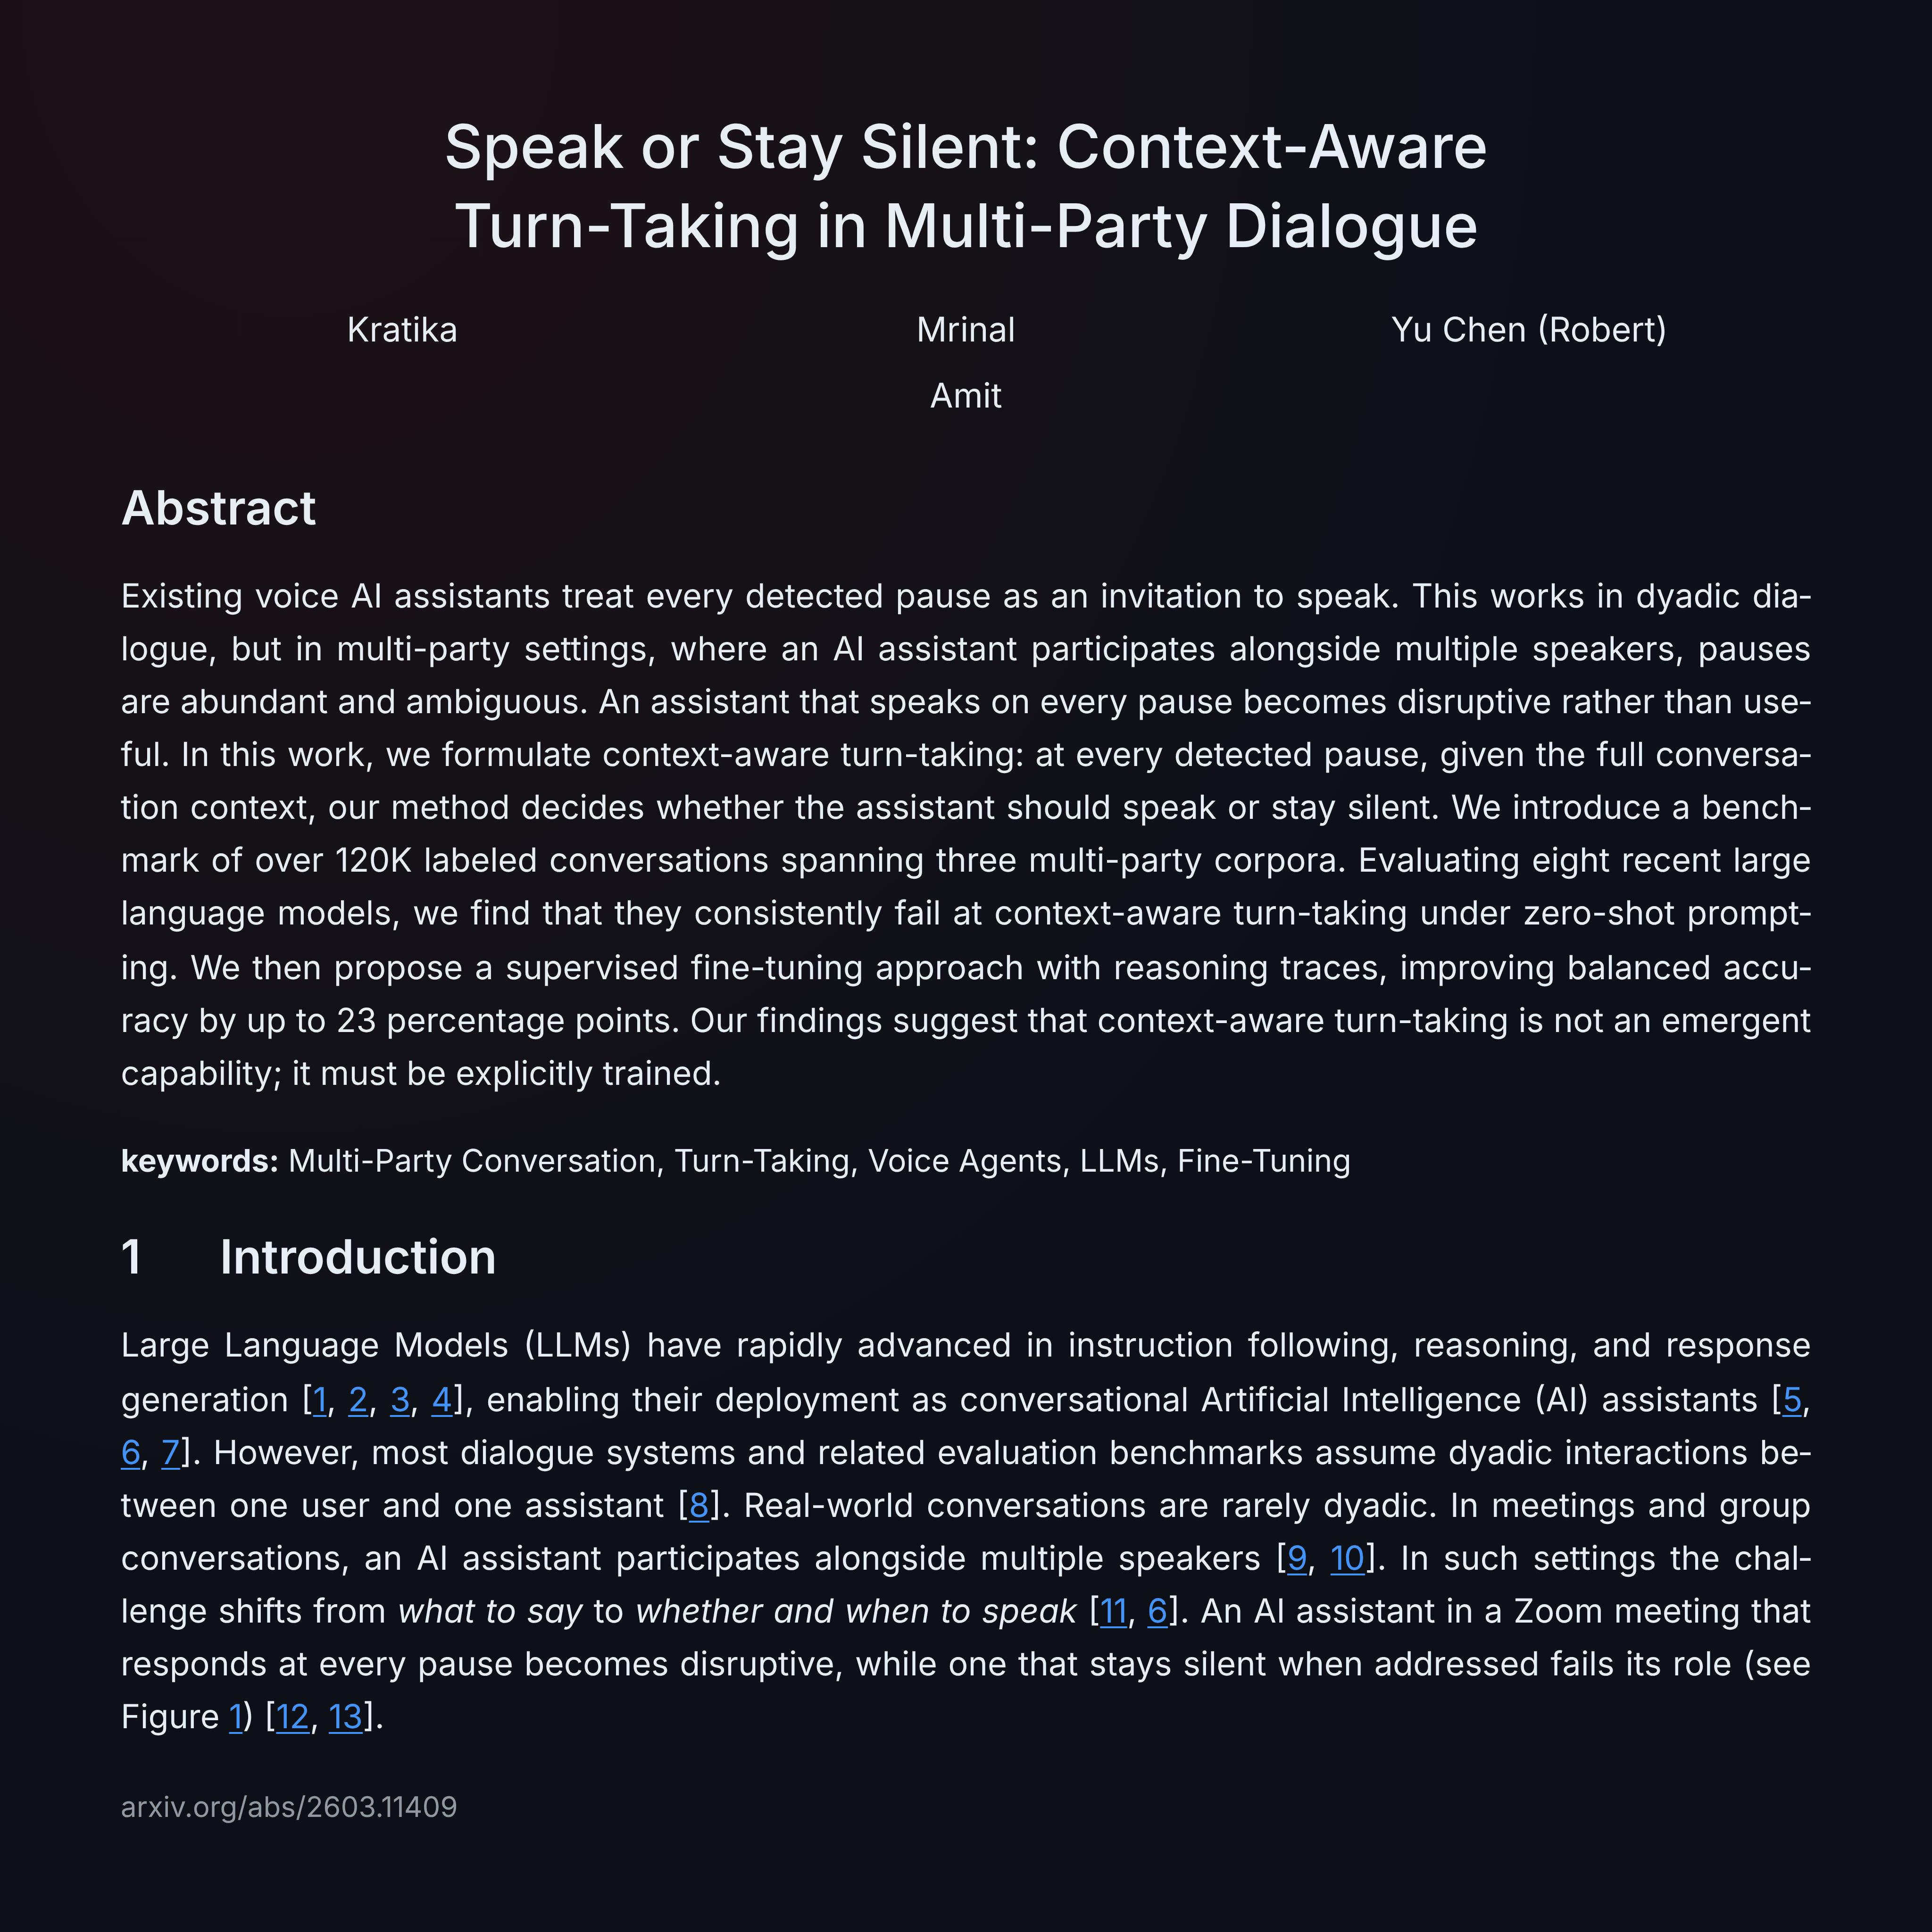 Speak or Stay Silent: Context-Aware
Turn-Taking in Multi-Party Dialogue
Kratika Mrinal Yu Chen (Robert)
Amit
Abstract
Existing voice AI assistants treat every detected pause as an invitation to speak. This works in dyadic dia-
logue, but in multi-party settings, where an AI assistant participates alongside multiple speakers, pauses
are abundant and ambiguous. An assistant that speaks on every pause becomes disruptive rather than use-
ful. In this work, we formulate context-aware turn-taking: at every detected pause, given the full conversa-
tion context, our method decides whether the assistant should speak or stay silent. We introduce a bench-
mark of over 120K labeled conversations spanning three multi-party corpora. Evaluating eight recent large
language models, we find that they consistently fail at context-aware turn-taking under zero-shot prompt-
ing. We then propose a supervised fine-tuning approach with reasoning traces, improving balanced accu-
racy by up to 23 percentage points. Our findings suggest that context-aware turn-taking is not an emergent
capability; it must be explicitly trained.
keywords: Multi-Party Conversation, Turn-Taking, Voice Agents, LLMs, Fine-Tuning
1 Introduction
Large Language Models (LLMs) have rapidly advanced in instruction following, reasoning, and response
generation [1, 2, 3, 4], enabling their deployment as conversational Artificial Intelligence (AI) assistants [5,
6, 7]. However, most dialogue systems and related evaluation benchmarks assume dyadic interactions be-
tween one user and one assistant [8]. Real-world conversations are rarely dyadic. In meetings and group
conversations, an AI assistant participates alongside multiple speakers [9, 10]. In such settings the chal-
lenge shifts from what to say to whether and when to speak [11, 6]. An AI assistant in a Zoom meeting that
responds at every pause becomes disruptive, while one that stays silent when addressed fails its role (see
Figure 1) [12, 13].
arxiv.org/abs/2603.11409